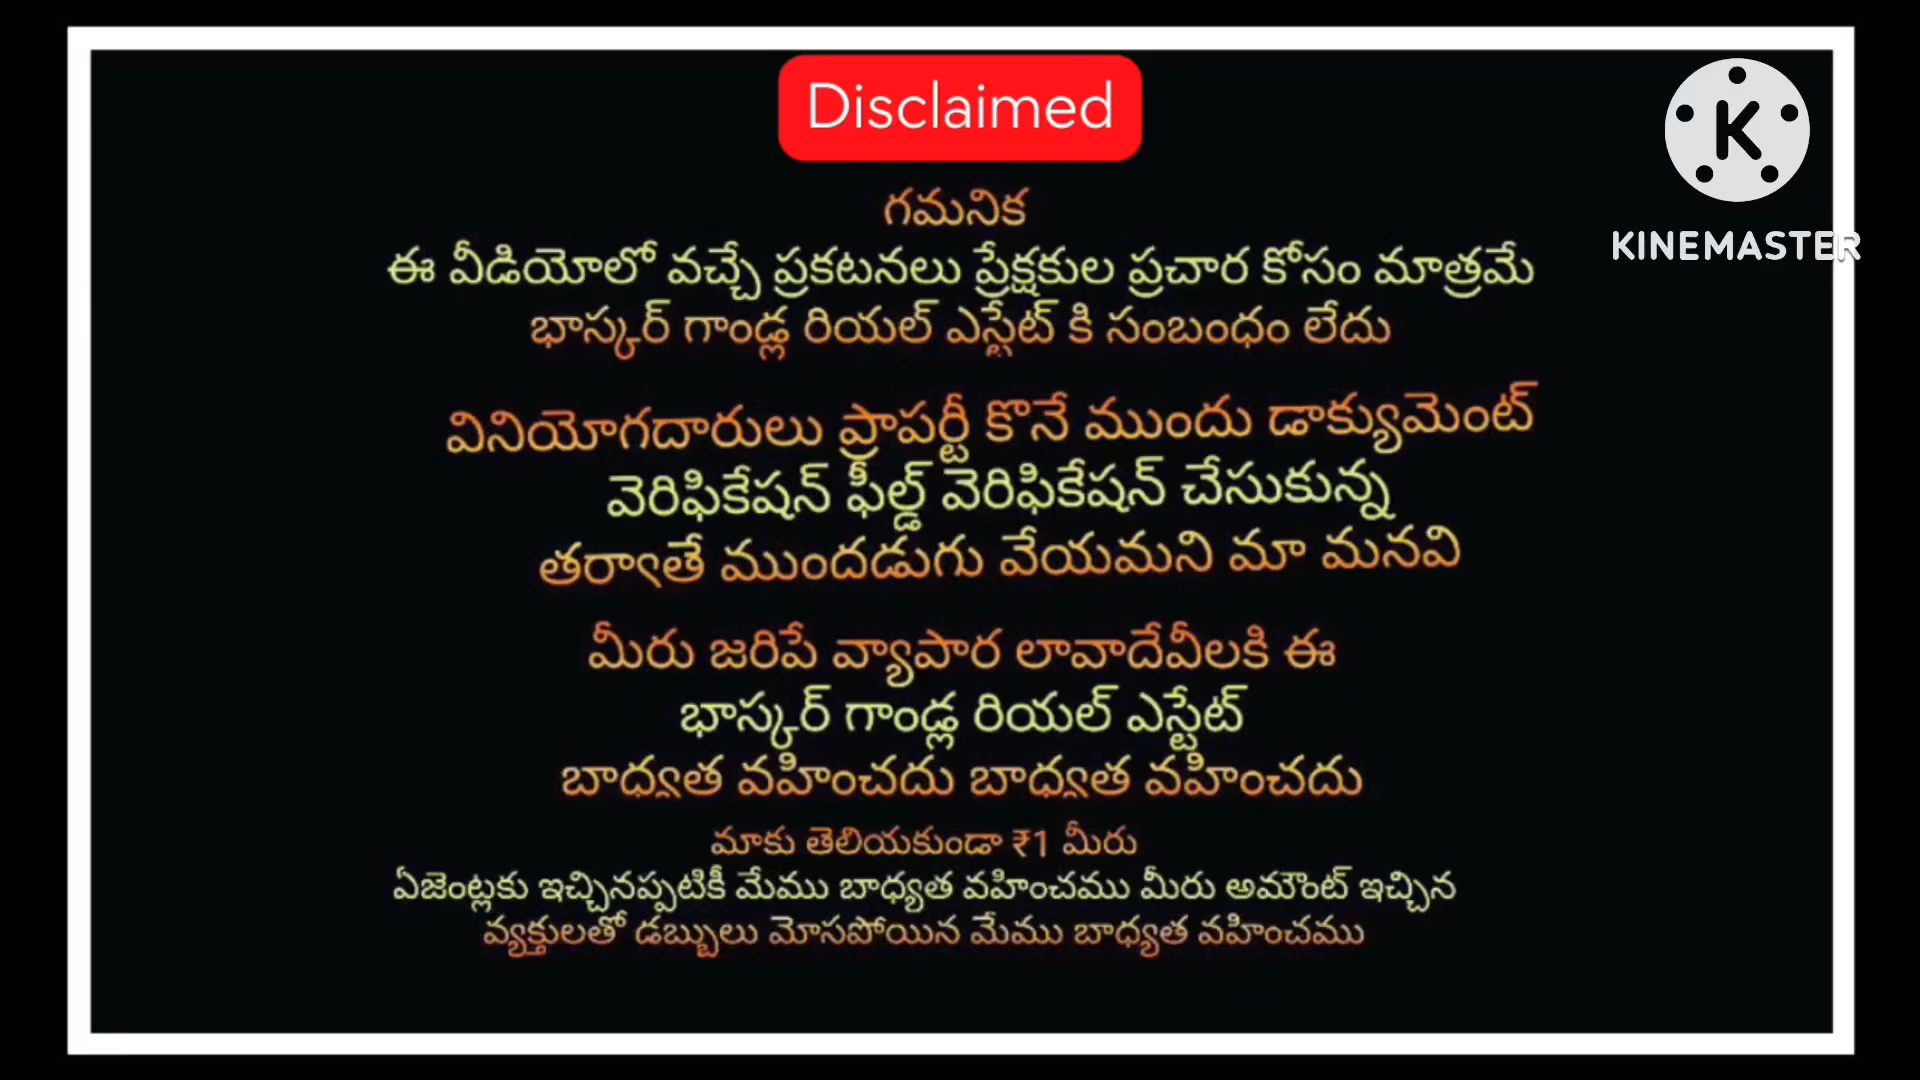 Disclaimed
K
KINEMASTER
గమనిక
ఈ వీడియోలో వచ్చే ప్రకటనలు ప్రేక్షకుల ప్రచార కోసం మాత్రమే
భాస్కర్ గాండ్ల రియల్ ఎస్టేట్ కి సంబంధం లేదు
వినియోగదారులు ప్రాపర్టీ కొనే ముందు డాక్యుమెంట్
వెరిఫికేషన్ ఫీల్డ్ వెరిఫికేషన్ చేసుకున్న
తర్వాతే ముందడుగు వేయమని మా మనవి
మీరు జరిపే వ్యాపార లావాదేవీలకి ఈ
భాస్కర్ గాండ్ల రియల్ ఎస్టేట్
బాధ్యత వహించదు బాధ్యత వహించదు
మాకు తెలియకుండా ₹1 మీరు
ఏజెంట్లకు ఇచ్చినప్పటికీ మేము బాధ్యత వహించము మీరు అమౌంట్ ఇచ్చిన
వ్యక్తులతో డబ్బులు మోసపోయిన మేము బాధ్యత వహించము